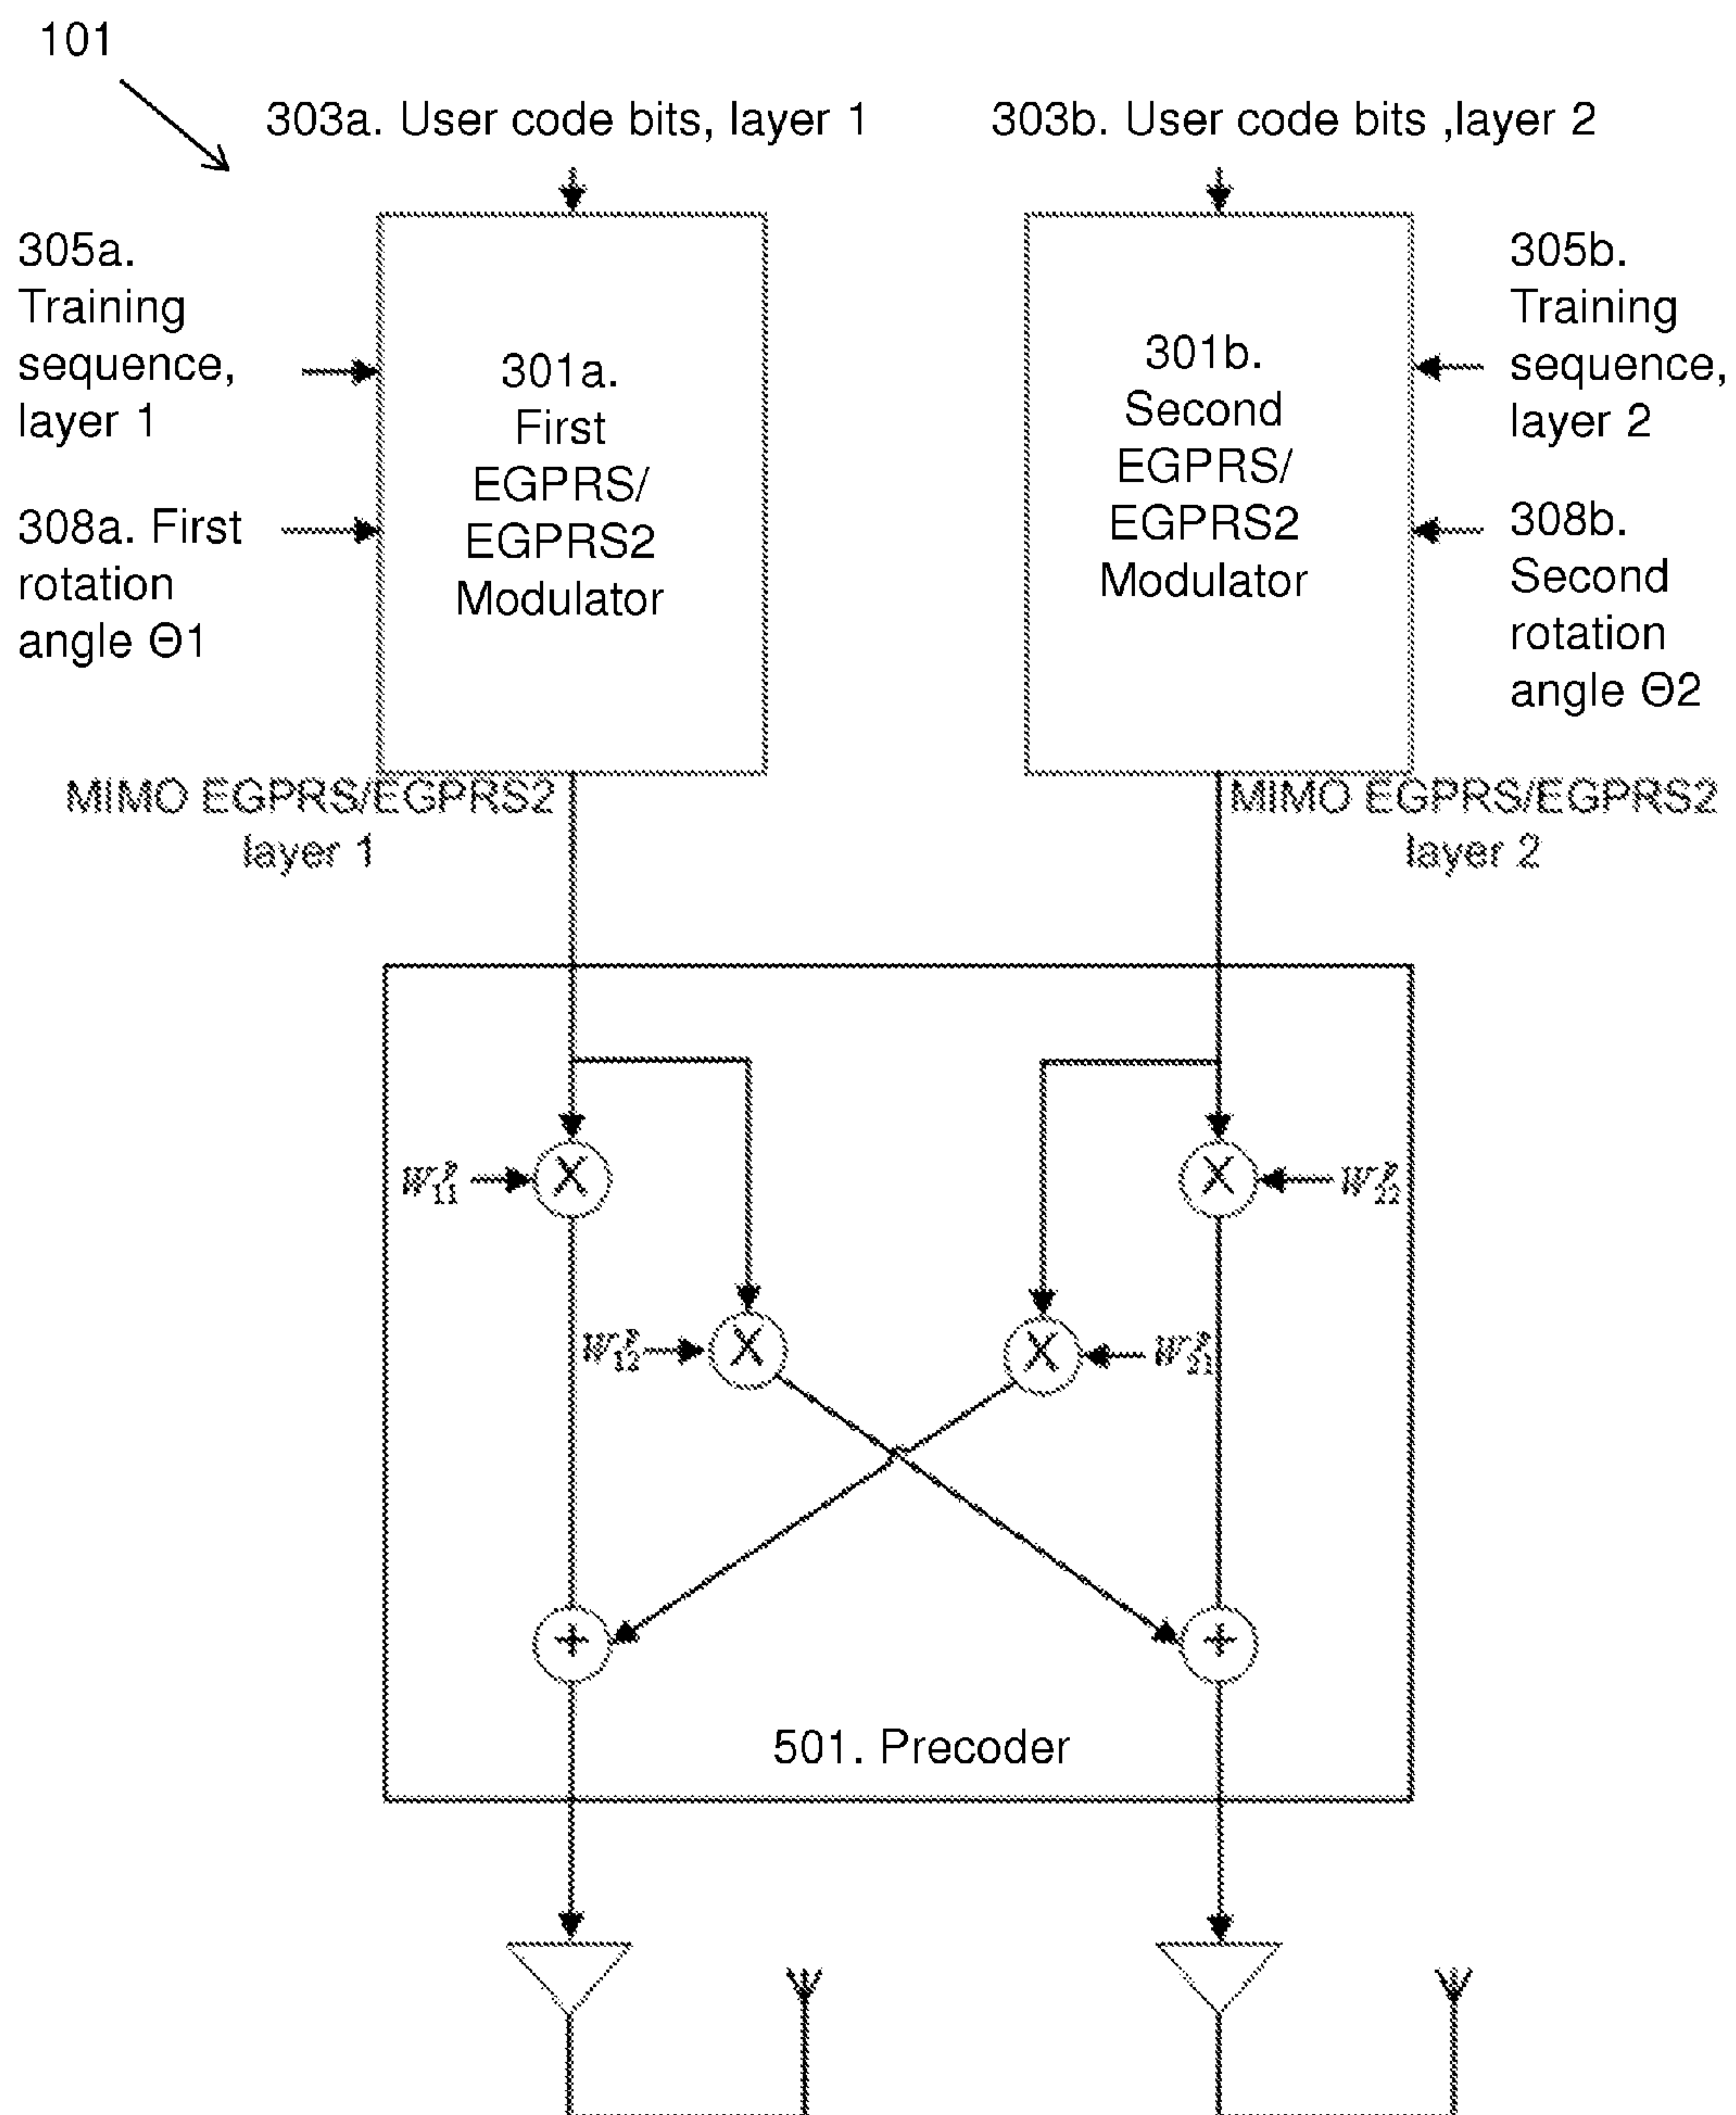 101
303a. User code bits, layer 1
303b. User code bits ,layer 2
305a.
Training
sequence,
layer 1
308a. First
rotation
angle Θ1
301a.
First
EGPRS/
EGPRS2
Modulator
301b.
Second
EGPRS/
EGPRS2
Modulator
305b.
Training
sequence,
layer 2
308b.
Second
rotation
angle Θ2
MIMO EGPRS/EGPRS2
layer 1
MIMO EGPRS/EGPRS2
layer 2
X
X
X
X
+
+
501. Precoder